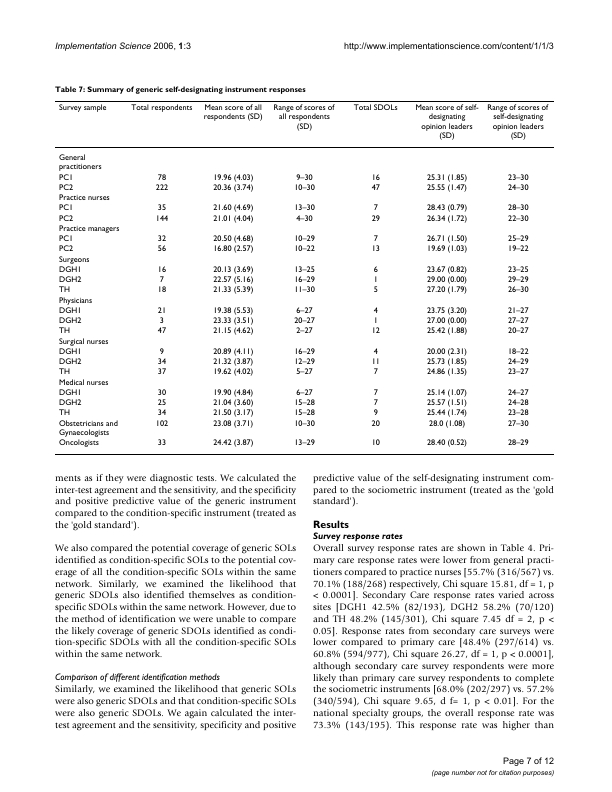 Implementation Science 2006, 1:3 http://www.implementationscience.com/content/1/1/3
Table 7: Summary of generic self-designating instrument responses
Survey sample Total respondents Mean score of all respondents (SD) Range of scores of all respondents (SD) Total SDOLs Mean score of self-designating opinion leaders (SD) Range of scores of self-designating opinion leaders (SD)
General
practitioners
PC1 78 19.96 (4.03) 9–30 16 25.31 (1.85) 23–30
PC2 222 20.36 (3.74) 10–30 47 25.55 (1.47) 24–30
Practice nurses
PC1 35 21.60 (4.69) 13–30 7 28.43 (0.79) 28–30
PC2 144 21.01 (4.04) 4–30 29 26.34 (1.72) 22–30
Practice managers
PC1 32 20.50 (4.68) 10–29 7 26.71 (1.50) 25–29
PC2 56 16.80 (2.57) 10–22 13 19.69 (1.03) 19–22
Surgeons
DGH1 16 20.13 (3.69) 13–25 6 23.67 (0.82) 23–25
DGH2 7 22.57 (5.16) 16–29 1 29.00 (0.00) 29–29
TH 18 21.33 (5.39) 11–30 5 27.20 (1.79) 26–30
Physicians
DGH1 21 19.38 (5.53) 6–27 4 23.75 (3.20) 21–27
DGH2 3 23.33 (3.51) 20–27 1 27.00 (0.00) 27–27
TH 47 21.15 (4.62) 2–27 12 25.42 (1.88) 20–27
Surgical nurses
DGH1 9 20.89 (4.11) 16–29 4 20.00 (2.31) 18–22
DGH2 34 21.32 (3.87) 12–29 11 25.73 (1.85) 24–29
TH 37 19.62 (4.02) 5–27 7 24.86 (1.35) 23–27
Medical nurses
DGH1 30 19.90 (4.84) 6–27 7 25.14 (1.07) 24–27
DGH2 25 21.04 (3.60) 15–28 7 25.57 (1.51) 24–28
TH 34 21.50 (3.17) 15–28 9 25.44 (1.74) 23–28
Obstetricians and 102 23.08 (3.71) 10–30 20 28.0 (1.08) 27–30
Gynaecologists
Oncologists 33 24.42 (3.87) 13–29 10 28.40 (0.52) 28–29
ments as if they were diagnostic tests. We calculated the
inter-test agreement and the sensitivity, and the specificity
and positive predictive value of the generic instrument
compared to the condition-specific instrument (treated as
the 'gold standard').
We also compared the potential coverage of generic SOLs
identified as condition-specific SOLs to the potential cov-
erage of all the condition-specific SOLs within the same
network. Similarly, we examined the likelihood that
generic SDOLs also identified themselves as condition-
specific SDOLs within the same network. However, due to
the method of identification we were unable to compare
the likely coverage of generic SDOLs identified as condi-
tion-specific SDOLs with all the condition-specific SDOLs
within the same network.
Comparison of different identification methods
Similarly, we examined the likelihood that generic SOLs
were also generic SDOLs and that condition-specific SOLs
were also generic SDOLs. We again calculated the inter-
test agreement and the sensitivity, specificity and positive
predictive value of the self-designating instrument com-
pared to the sociometric instrument (treated as the 'gold
standard').
Results
Survey response rates
Overall survey response rates are shown in Table 4. Pri-
mary care response rates were lower from general practi-
tioners compared to practice nurses [55.7% (316/567) vs.
70.1% (188/268) respectively, Chi square 15.81, df = 1, p
< 0.0001]. Secondary Care response rates varied across
sites [DGH1 42.5% (82/193), DGH2 58.2% (70/120)
and TH 48.2% (145/301), Chi square 7.45 df = 2, p <
0.05]. Response rates from secondary care surveys were
lower compared to primary care [48.4% (297/614) vs.
60.8% (594/977), Chi square 26.27, df = 1, p < 0.0001],
although secondary care survey respondents were more
likely than primary care survey respondents to complete
the sociometric instruments [68.0% (202/297) vs. 57.2%
(340/594), Chi square 9.65, d f= 1, p < 0.01]. For the
national specialty groups, the overall response rate was
73.3% (143/195). This response rate was higher than
Page 7 of 12
(page number not for citation purposes)